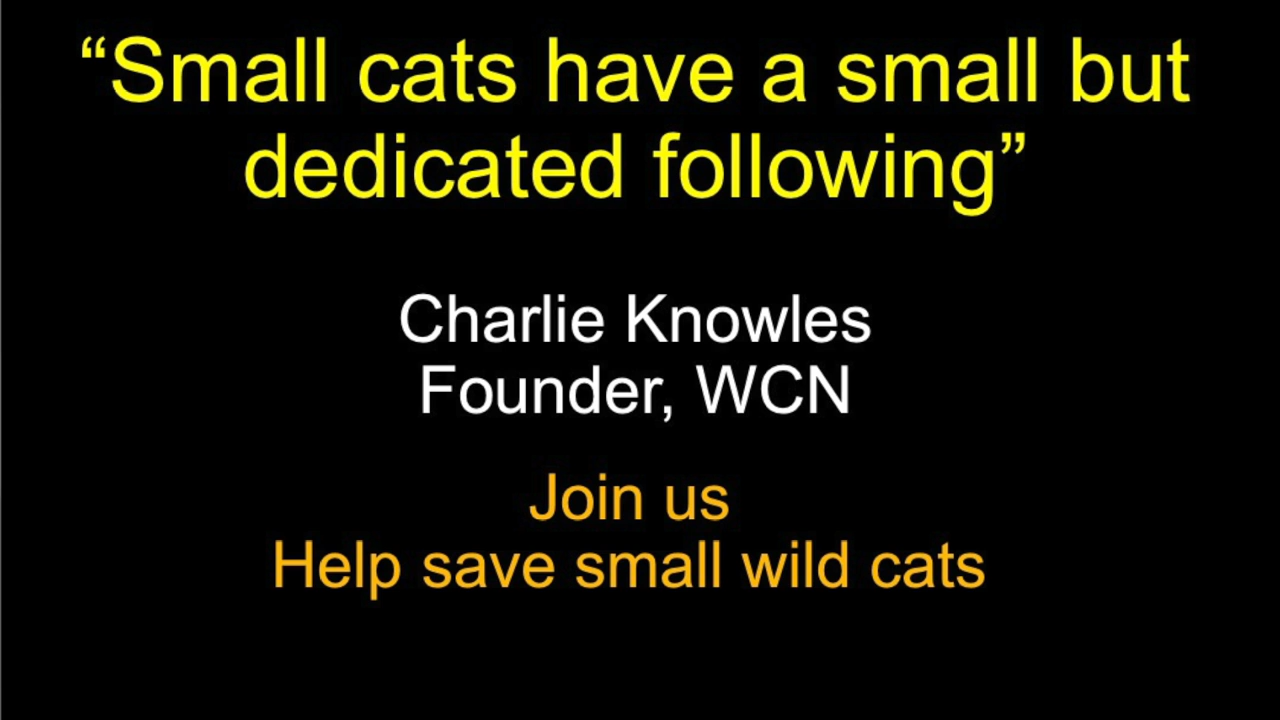 “Small cats have a small but
dedicated following”
Charlie Knowles
Founder, WCN
Join us
Help save small wild cats